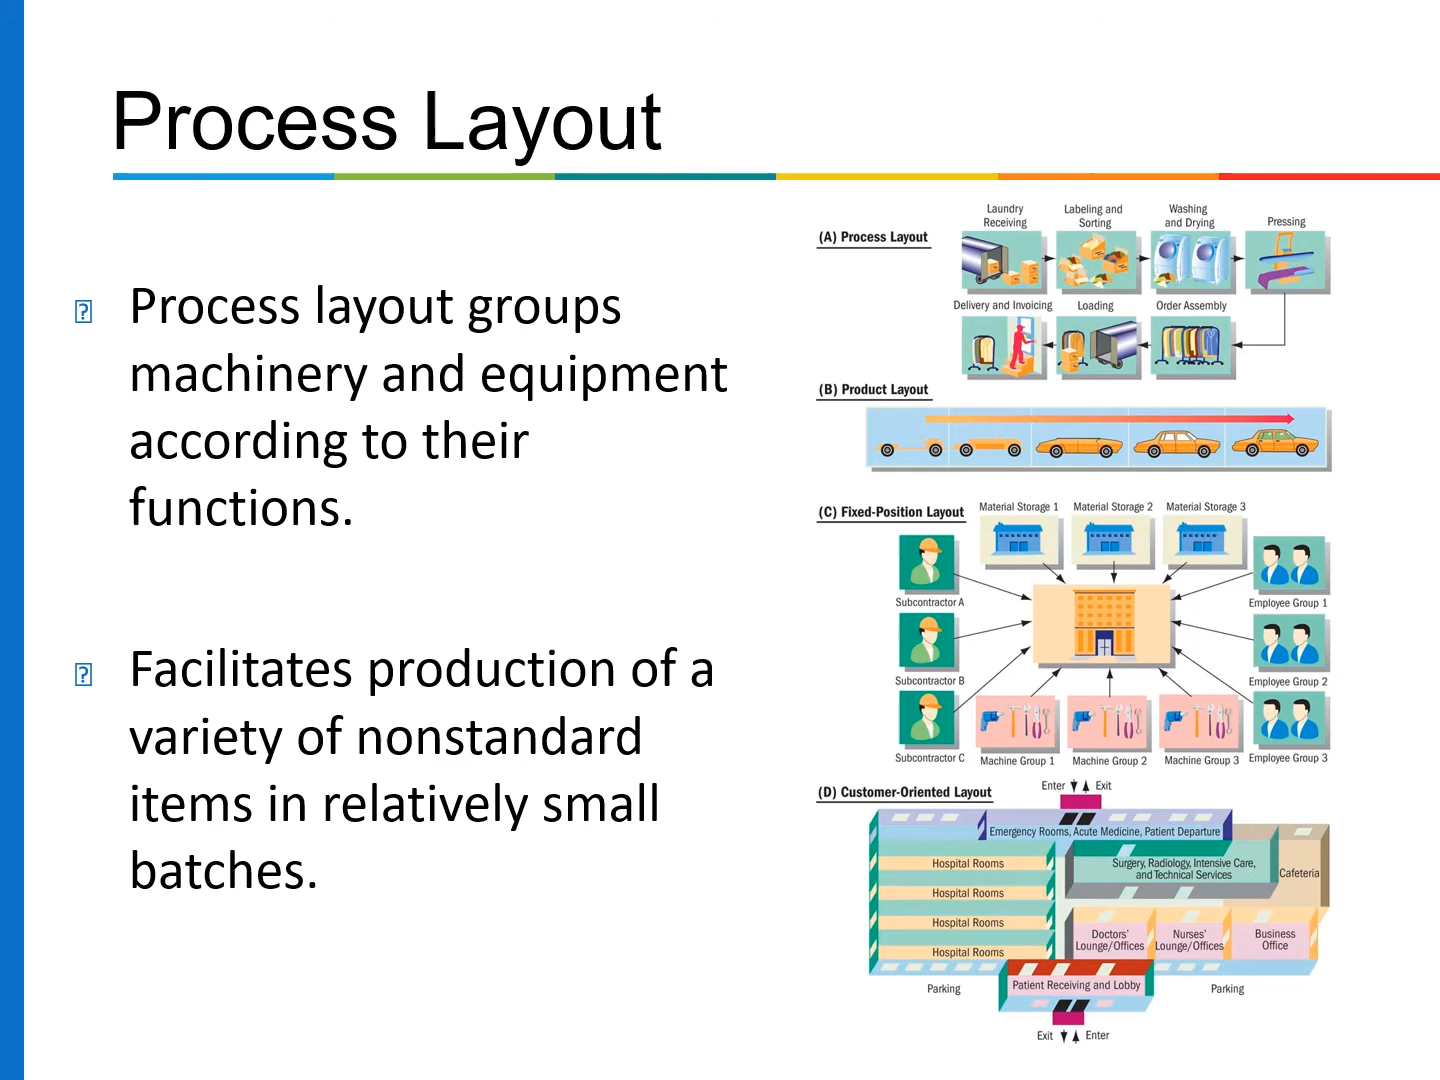 Process Layout
Process layout groups
machinery and equipment
according to their
functions.
Facilitates production of a
variety of nonstandard
items in relatively small
batches.
(A) Process Layout
Laundry
Receiving
Labeling and
Sorting
Washing
and Drying
Pressing
Delivery and Invoicing
Loading
Order Assembly
(B) Product Layout
(C) Fixed-Position Layout
Material Storage 1
Material Storage 2
Material Storage 3
Subcontractor A
Employee Group 1
Subcontractor B
Employee Group 2
Subcontractor C
Machine Group 1
Machine Group 2
Machine Group 3
Employee Group 3
(D) Customer-Oriented Layout
Enter
Exit
Emergency Rooms, Acute Medicine, Patient Departure
Hospital Rooms
Surgery, Radiology, Intensive Care,
and Technical Services
Cafeteria
Hospital Rooms
Hospital Rooms
Hospital Rooms
Doctors'
Lounge/Offices
Nurses'
Lounge/Offices
Business
Office
Parking
Patient Receiving and Lobby
Parking
Exit
Enter